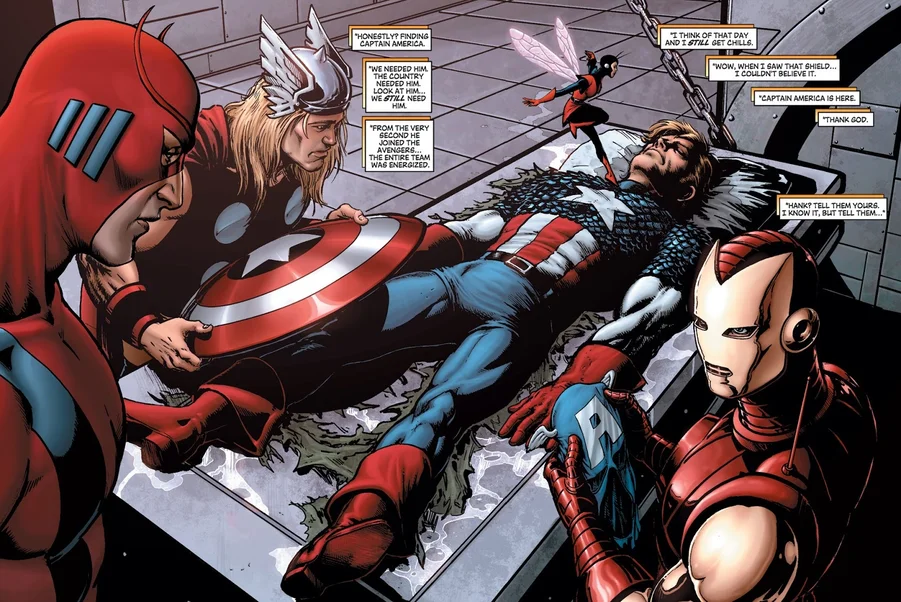 "HONESTLY? FINDING
CAPTAIN AMERICA.
"WE NEEDED HIM.
THE COUNTRY
NEEDED HIM.
LOOK AT HIM...
WE STILL NEED
HIM.
"FROM THE VERY
SECOND HE
JOINED THE
AVENGERS...
THE ENTIRE TEAM
WAS ENERGIZED.
"I THINK OF THAT DAY
AND I STILL GET CHILLS.
"WOW, WHEN I SAW THAT SHIELD...
I COULDN'T BELIEVE IT.
"CAPTAIN AMERICA IS HERE.
"THANK GOD.
"HANK? TELL THEM YOURS.
I KNOW IT, BUT TELL THEM..."
A